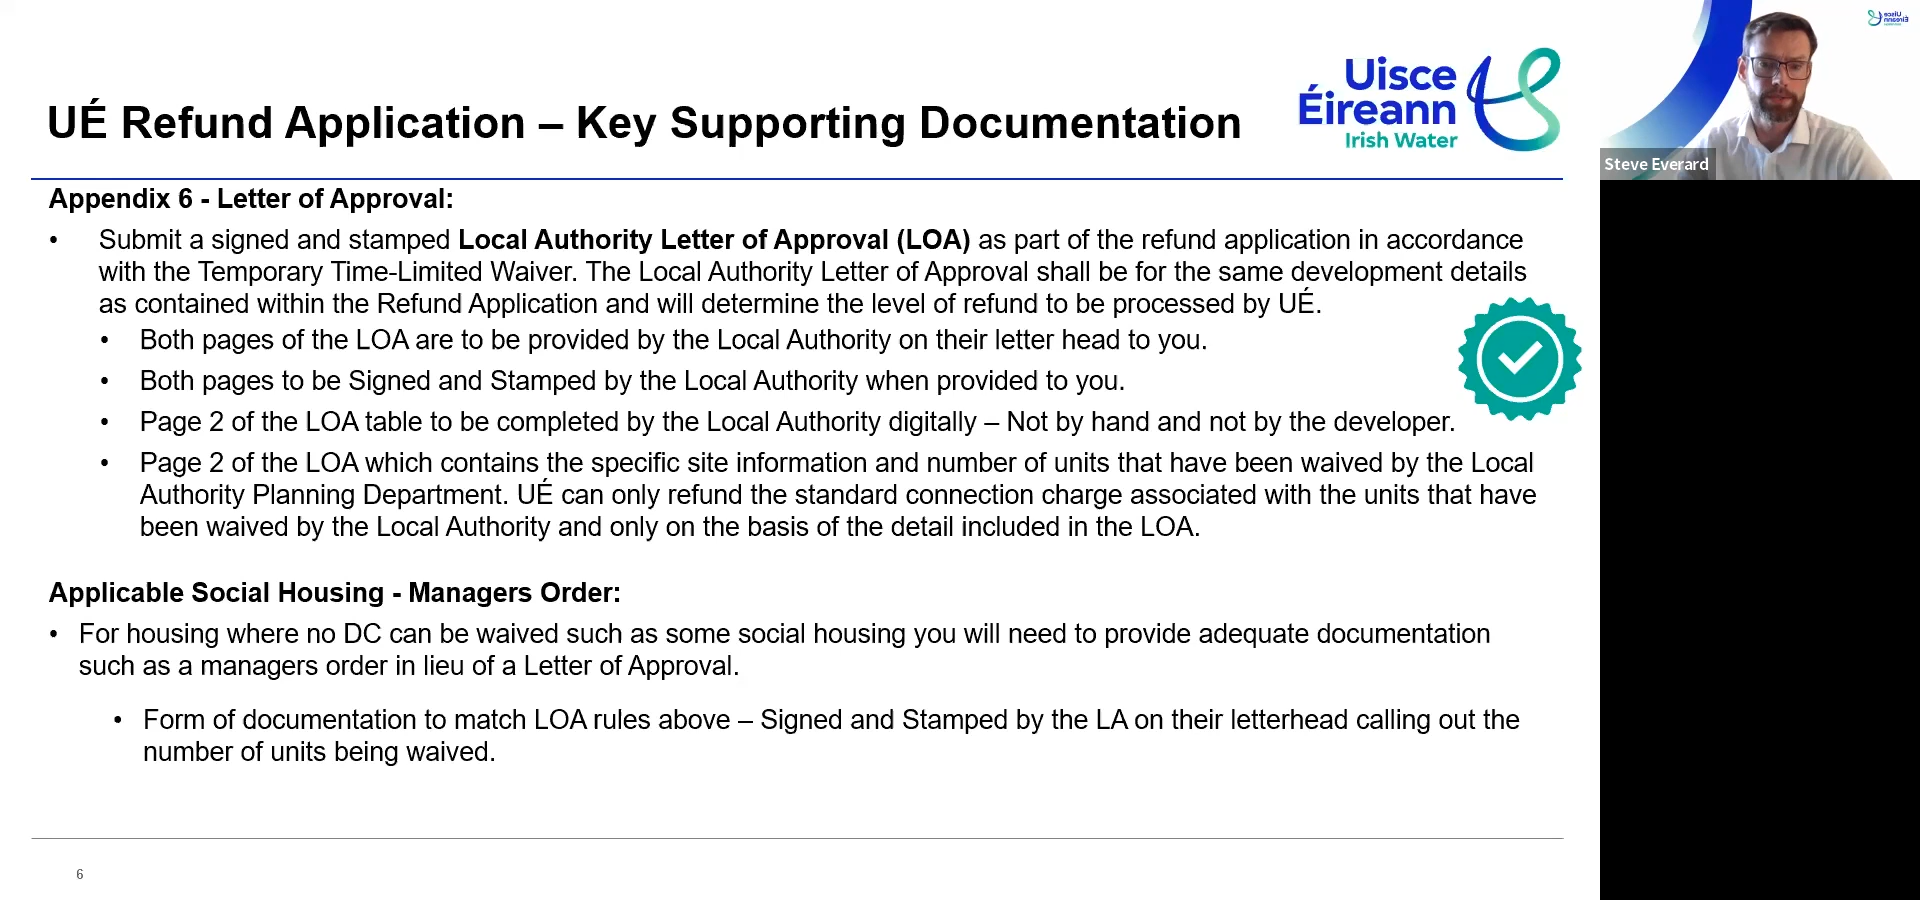 UÉ Refund Application – Key Supporting Documentation
Uisce
Éireann
Irish Water
Steve Everard
Appendix 6 - Letter of Approval:
• Submit a signed and stamped Local Authority Letter of Approval (LOA) as part of the refund application in accordance
with the Temporary Time-Limited Waiver. The Local Authority Letter of Approval shall be for the same development details
as contained within the Refund Application and will determine the level of refund to be processed by UÉ.
• Both pages of the LOA are to be provided by the Local Authority on their letter head to you.
• Both pages to be Signed and Stamped by the Local Authority when provided to you.
• Page 2 of the LOA table to be completed by the Local Authority digitally – Not by hand and not by the developer.
• Page 2 of the LOA which contains the specific site information and number of units that have been waived by the Local
Authority Planning Department. UÉ can only refund the standard connection charge associated with the units that have
been waived by the Local Authority and only on the basis of the detail included in the LOA.
Applicable Social Housing - Managers Order:
• For housing where no DC can be waived such as some social housing you will need to provide adequate documentation
such as a managers order in lieu of a Letter of Approval.
• Form of documentation to match LOA rules above – Signed and Stamped by the LA on their letterhead calling out the
number of units being waived.
6